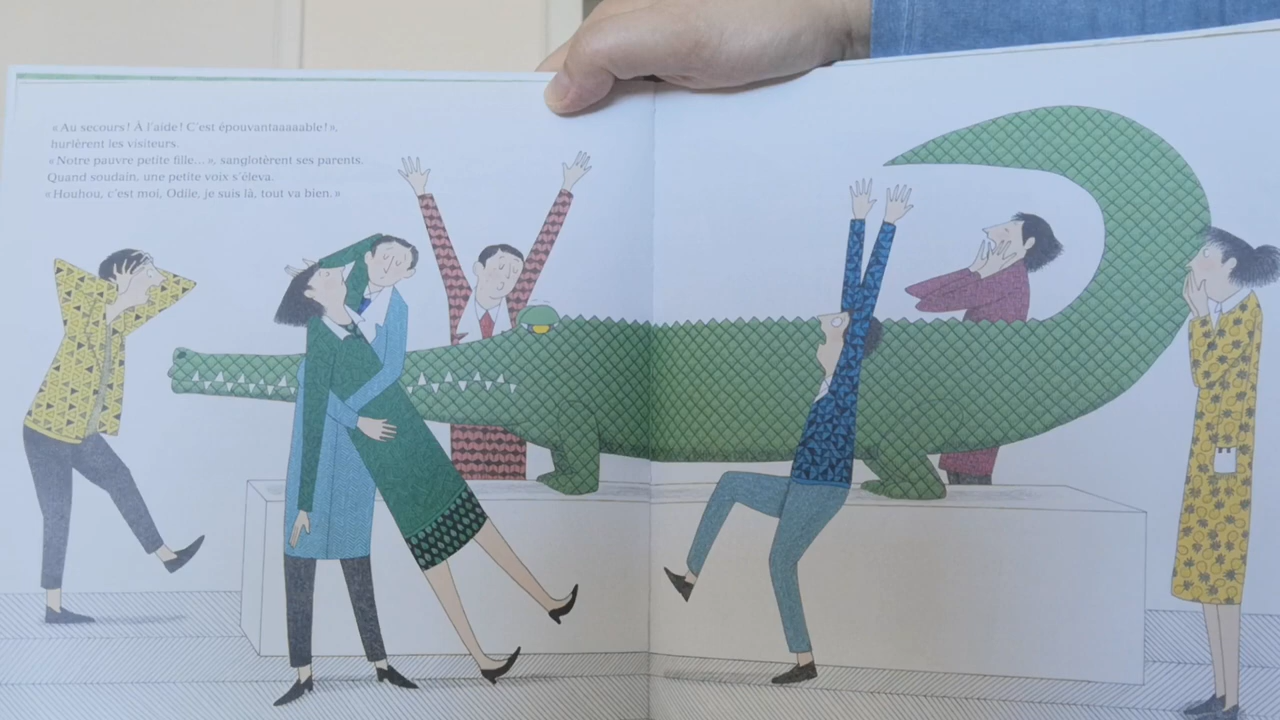 « Au secours ! À l'aide ! C'est épouvantaaaaable ! »,
hurlèrent les visiteurs.
« Notre pauvre petite fille... », sanglotèrent ses parents.
Quand soudain, une petite voix s'éleva.
« Houhou, c'est moi, Odile, je suis là, tout va bien. »